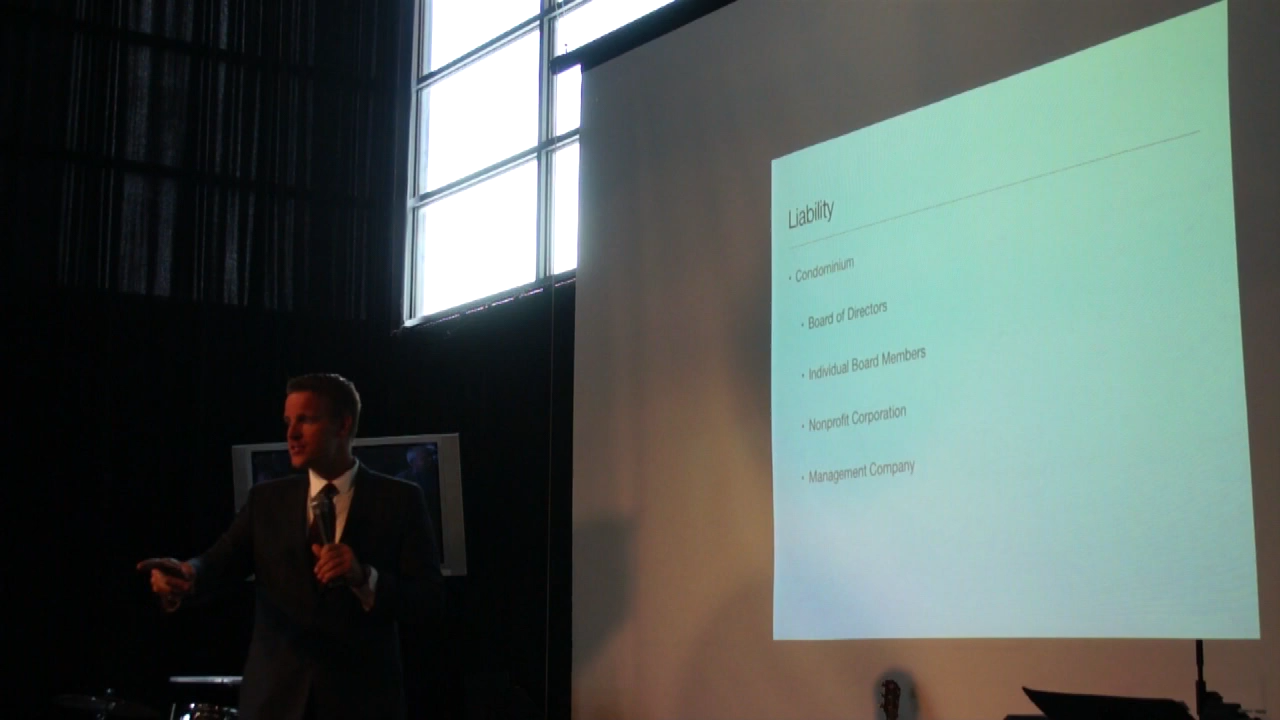 Liability
• Condominium
• Board of Directors
• Individual Board Members
• Nonprofit Corporation
• Management Company